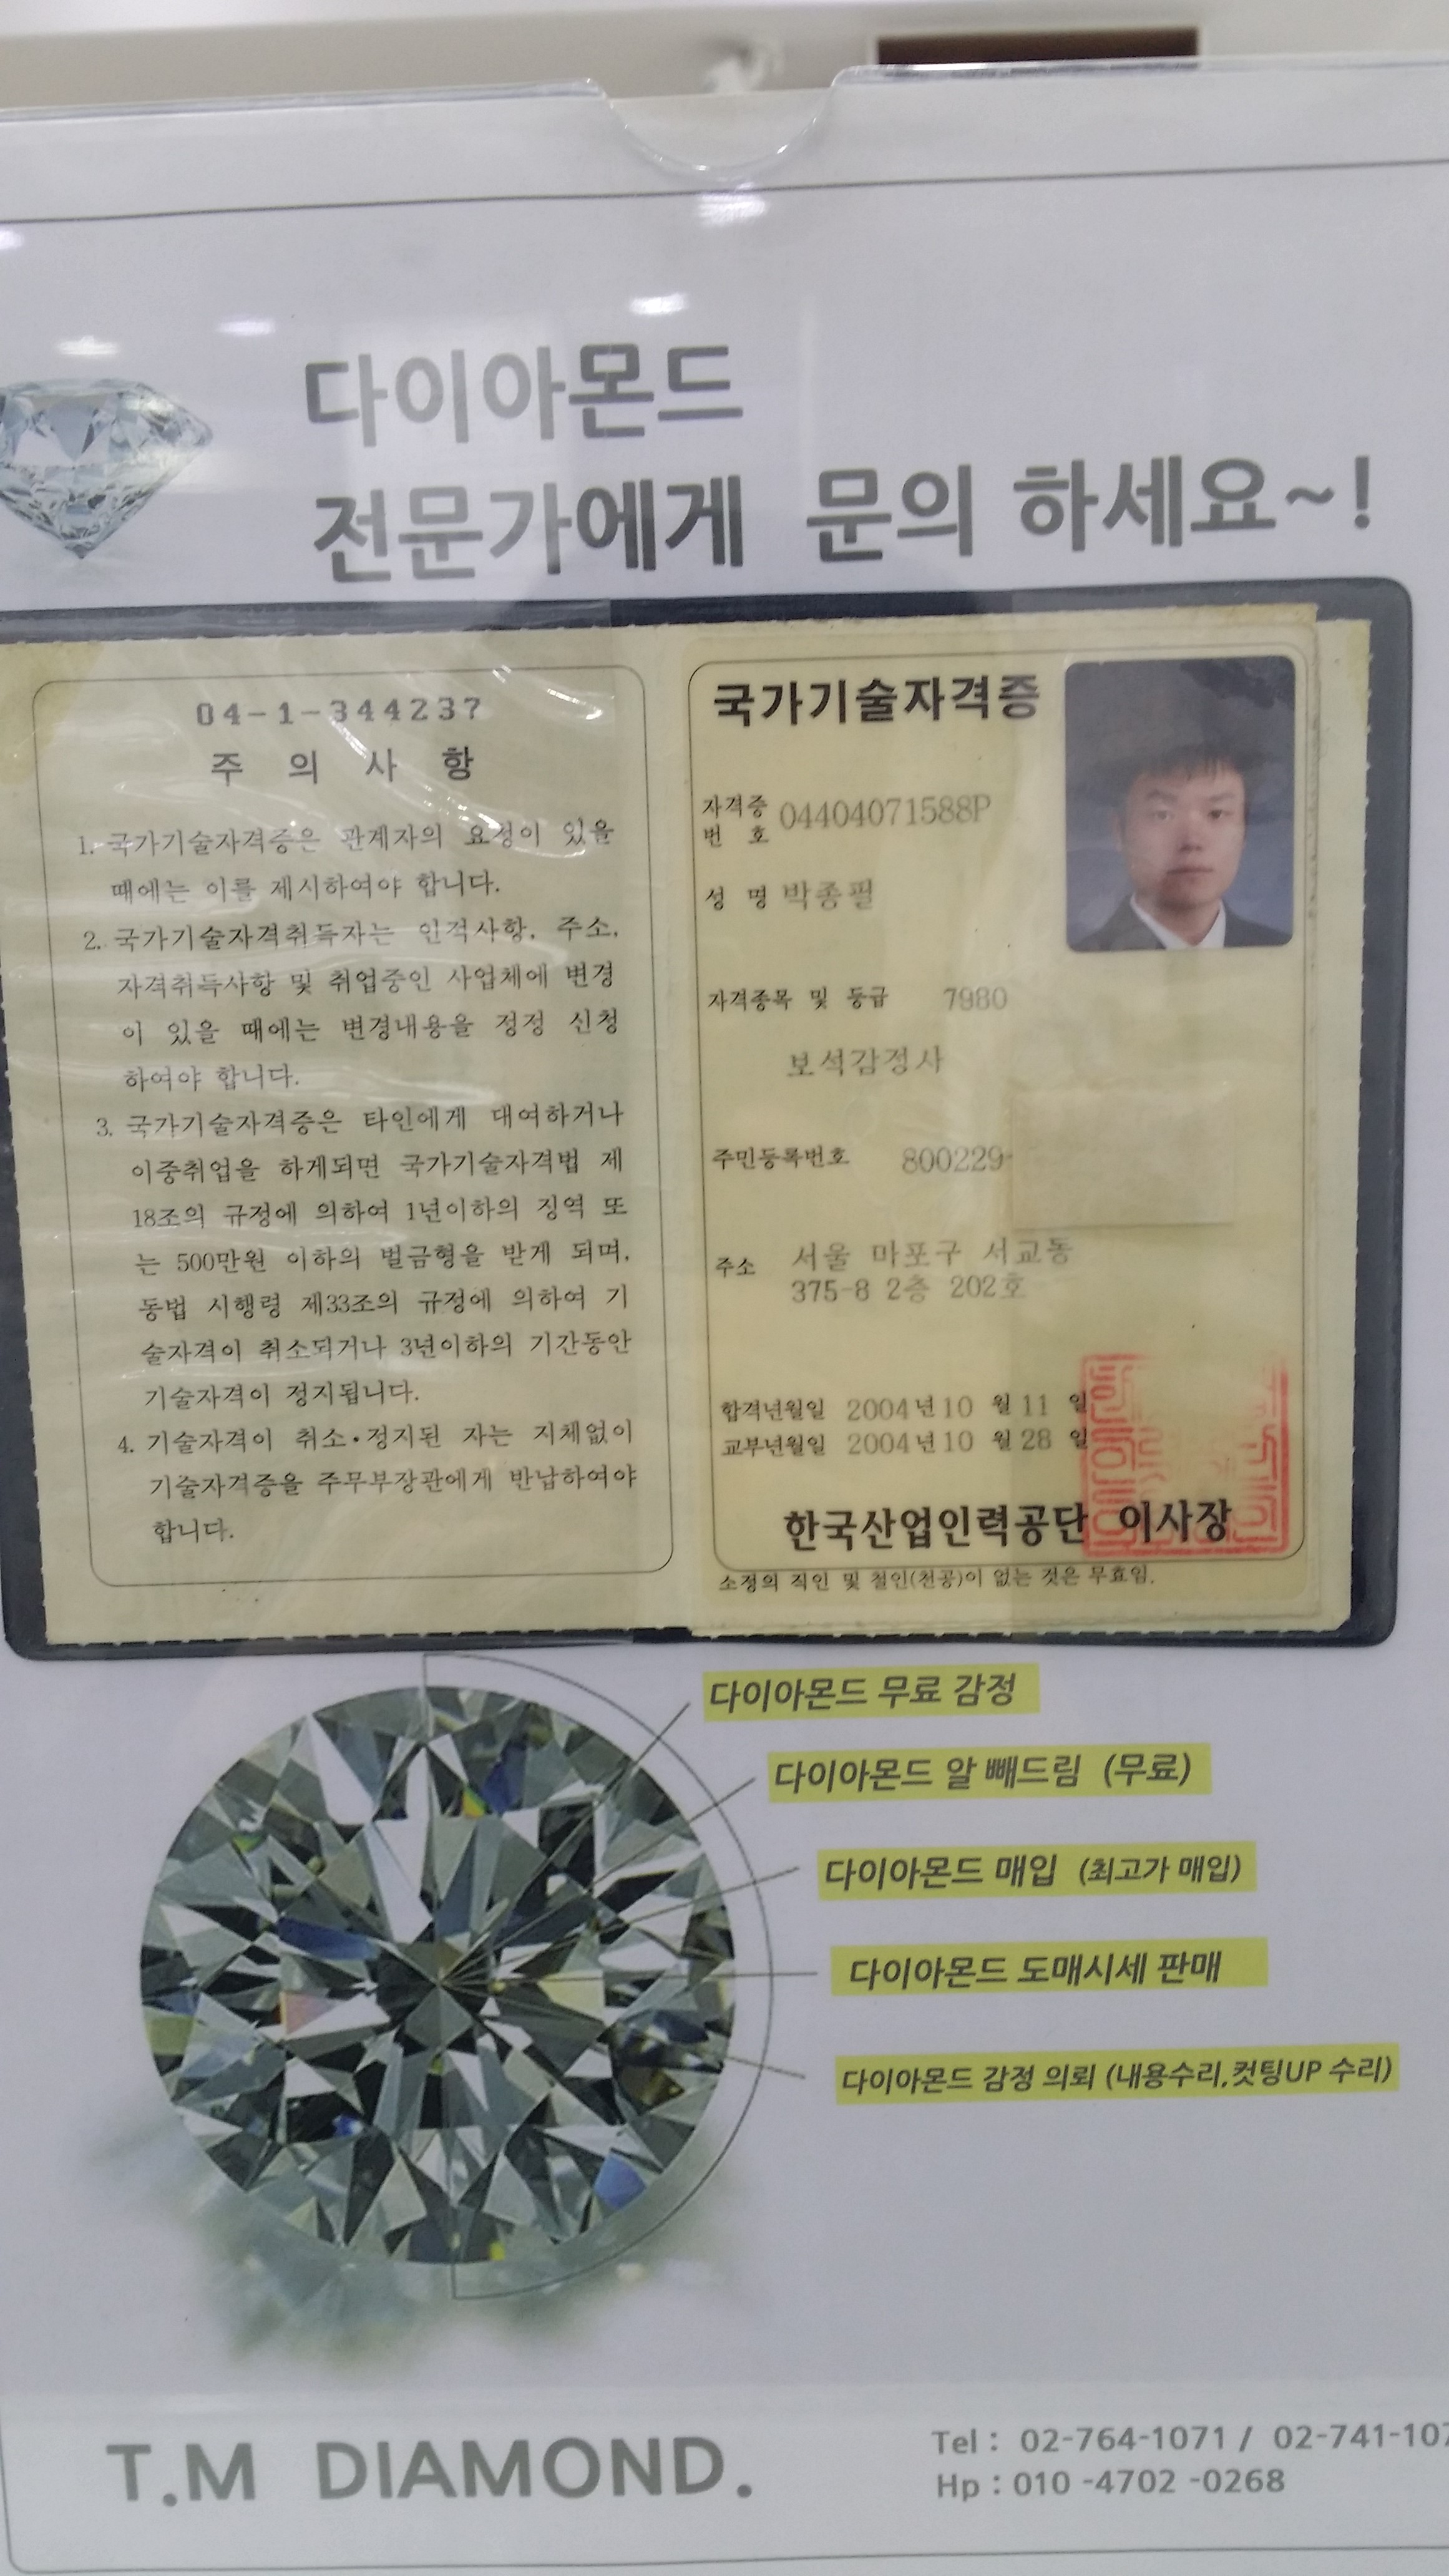 다이아몬드
전문가에게 문의 하세요~!
04-1-344237
주 의 사 항
1. 국가기술자격증은 관계자의 요청이 있을
때에는 이를 제시하여야 합니다.
2. 국가기술자격취득자는 인적사항, 주소,
자격취득사항 및 취업중인 사업체에 변경
이 있을 때에는 변경내용을 정정 신청
하여야 합니다.
3. 국가기술자격증은 타인에게 대여하거나
이중취업을 하게되면 국가기술자격법 제
18조의 규정에 의하여 1년이하의 징역 또
는 500만원 이하의 벌금형을 받게 되며,
동법 시행령 제33조의 규정에 의하여 기
술자격이 취소되거나 3년이하의 기간동안
기술자격이 정지됩니다.
4. 기술자격이 취소·정지된 자는 지체없이
기술자격증을 주무부장관에게 반납하여야
합니다.
국가기술자격증
자격증
번 호 04404071588P
성 명 박종필
자격종목 및 등급 7980
보석감정사
주민등록번호 800229-
주소 서울 마포구 서교동
375-8 2층 202호
합격년월일 2004년 10 월 11 일
교부년월일 2004년 10 월 28 일
한국산업인력공단 이사장
소정의 직인 및 철인(천공)이 없는 것은 무효임.
다이아몬드 무료 감정
다이아몬드 알 빼드림 (무료)
다이아몬드 매입 (최고가 매입)
다이아몬드 도매시세 판매
다이아몬드 감정 의뢰 (내용수리,컷팅UP 수리)
T.M DIAMOND.
Tel : 02-764-1071 / 02-741-107
Hp : 010 -4702 -0268